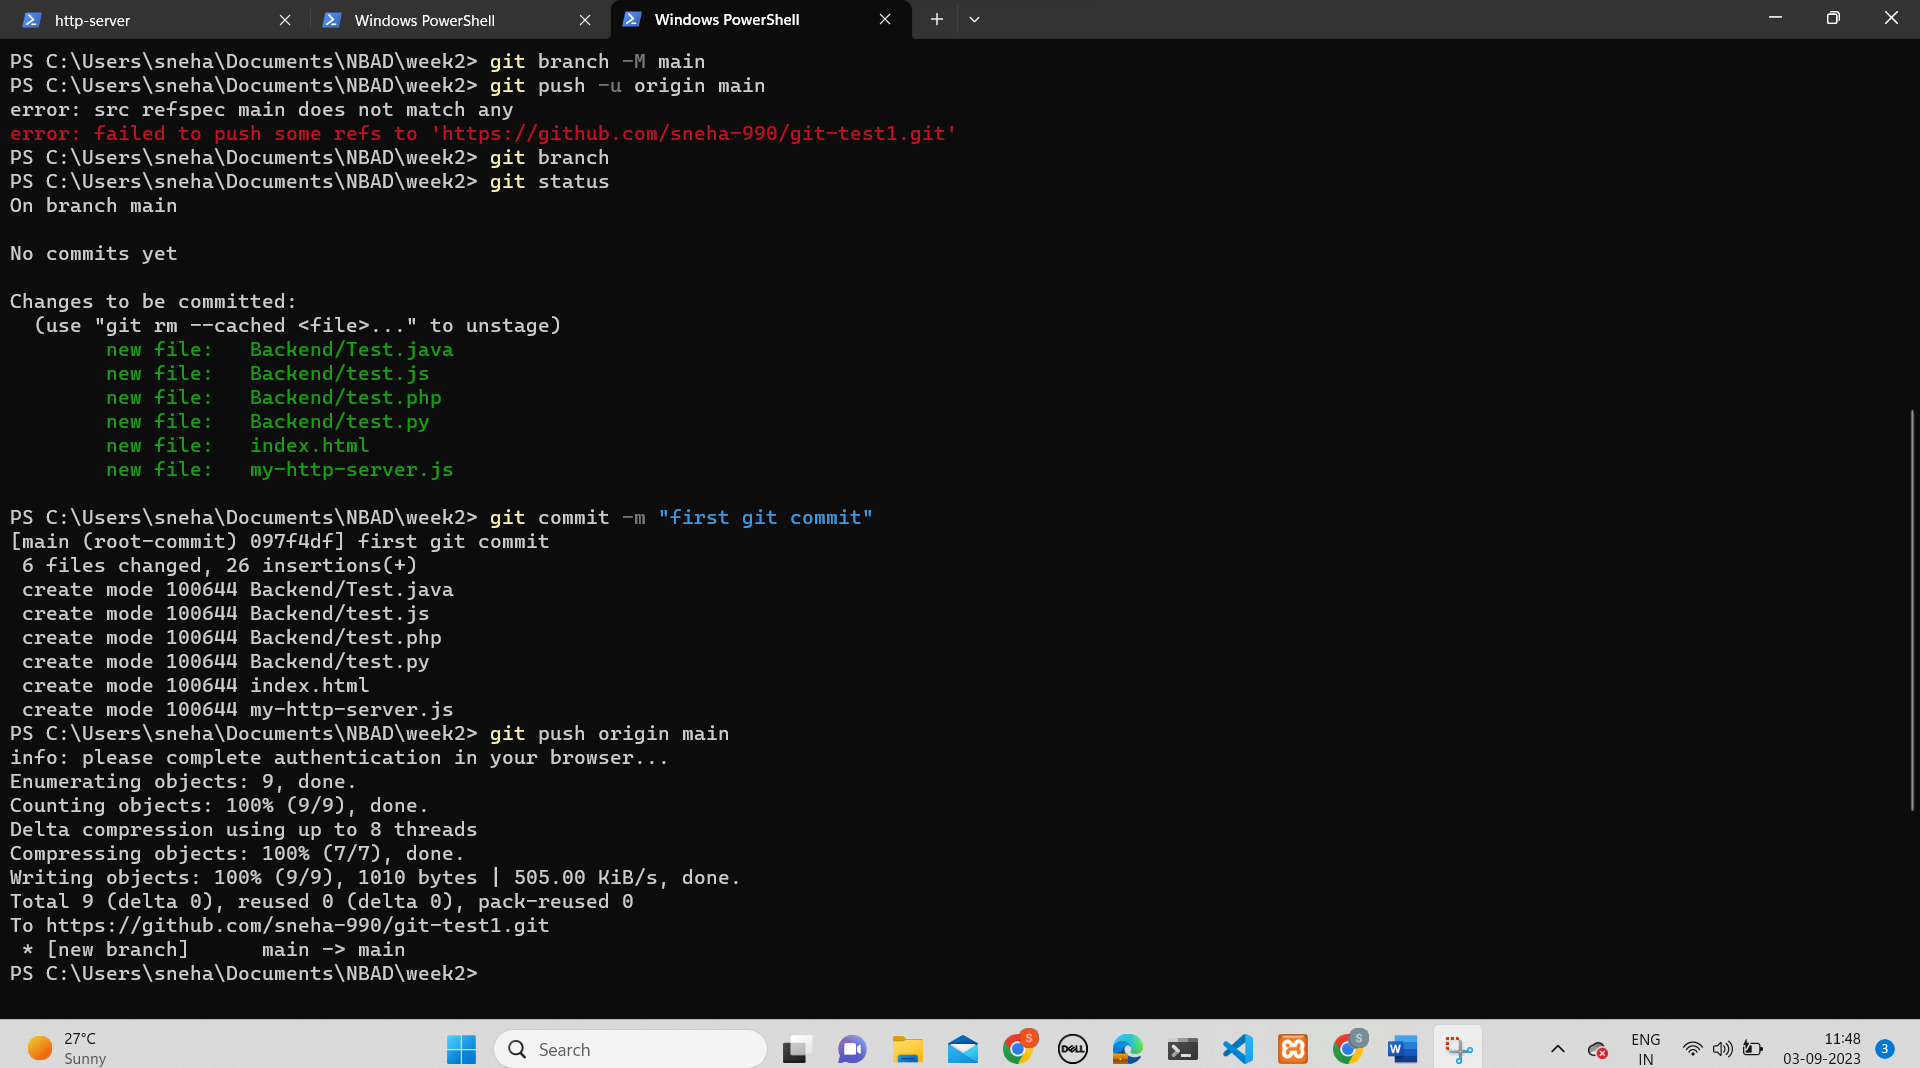 http-server
Windows PowerShell
Windows PowerShell
PS C:\Users\sneha\Documents\NBAD\week2> git branch -M main
PS C:\Users\sneha\Documents\NBAD\week2> git push -u origin main
error: src refspec main does not match any
error: failed to push some refs to 'https://github.com/sneha-990/git-test1.git'
PS C:\Users\sneha\Documents\NBAD\week2> git branch
PS C:\Users\sneha\Documents\NBAD\week2> git status
On branch main
No commits yet
Changes to be committed:
(use "git rm --cached <file>..." to unstage)
new file:   Backend/Test.java
new file:   Backend/test.js
new file:   Backend/test.php
new file:   Backend/test.py
new file:   index.html
new file:   my-http-server.js
PS C:\Users\sneha\Documents\NBAD\week2> git commit -m "first git commit"
[main (root-commit) 097f4df] first git commit
6 files changed, 26 insertions(+)
create mode 100644 Backend/Test.java
create mode 100644 Backend/test.js
create mode 100644 Backend/test.php
create mode 100644 Backend/test.py
create mode 100644 index.html
create mode 100644 my-http-server.js
PS C:\Users\sneha\Documents\NBAD\week2> git push origin main
info: please complete authentication in your browser...
Enumerating objects: 9, done.
Counting objects: 100% (9/9), done.
Delta compression using up to 8 threads
Compressing objects: 100% (7/7), done.
Writing objects: 100% (9/9), 1010 bytes | 505.00 KiB/s, done.
Total 9 (delta 0), reused 0 (delta 0), pack-reused 0
To https://github.com/sneha-990/git-test1.git
* [new branch]      main -> main
PS C:\Users\sneha\Documents\NBAD\week2>
27°C
Sunny
Search
S
DELL
S
W
ENG
IN
11:48
03-09-2023
3